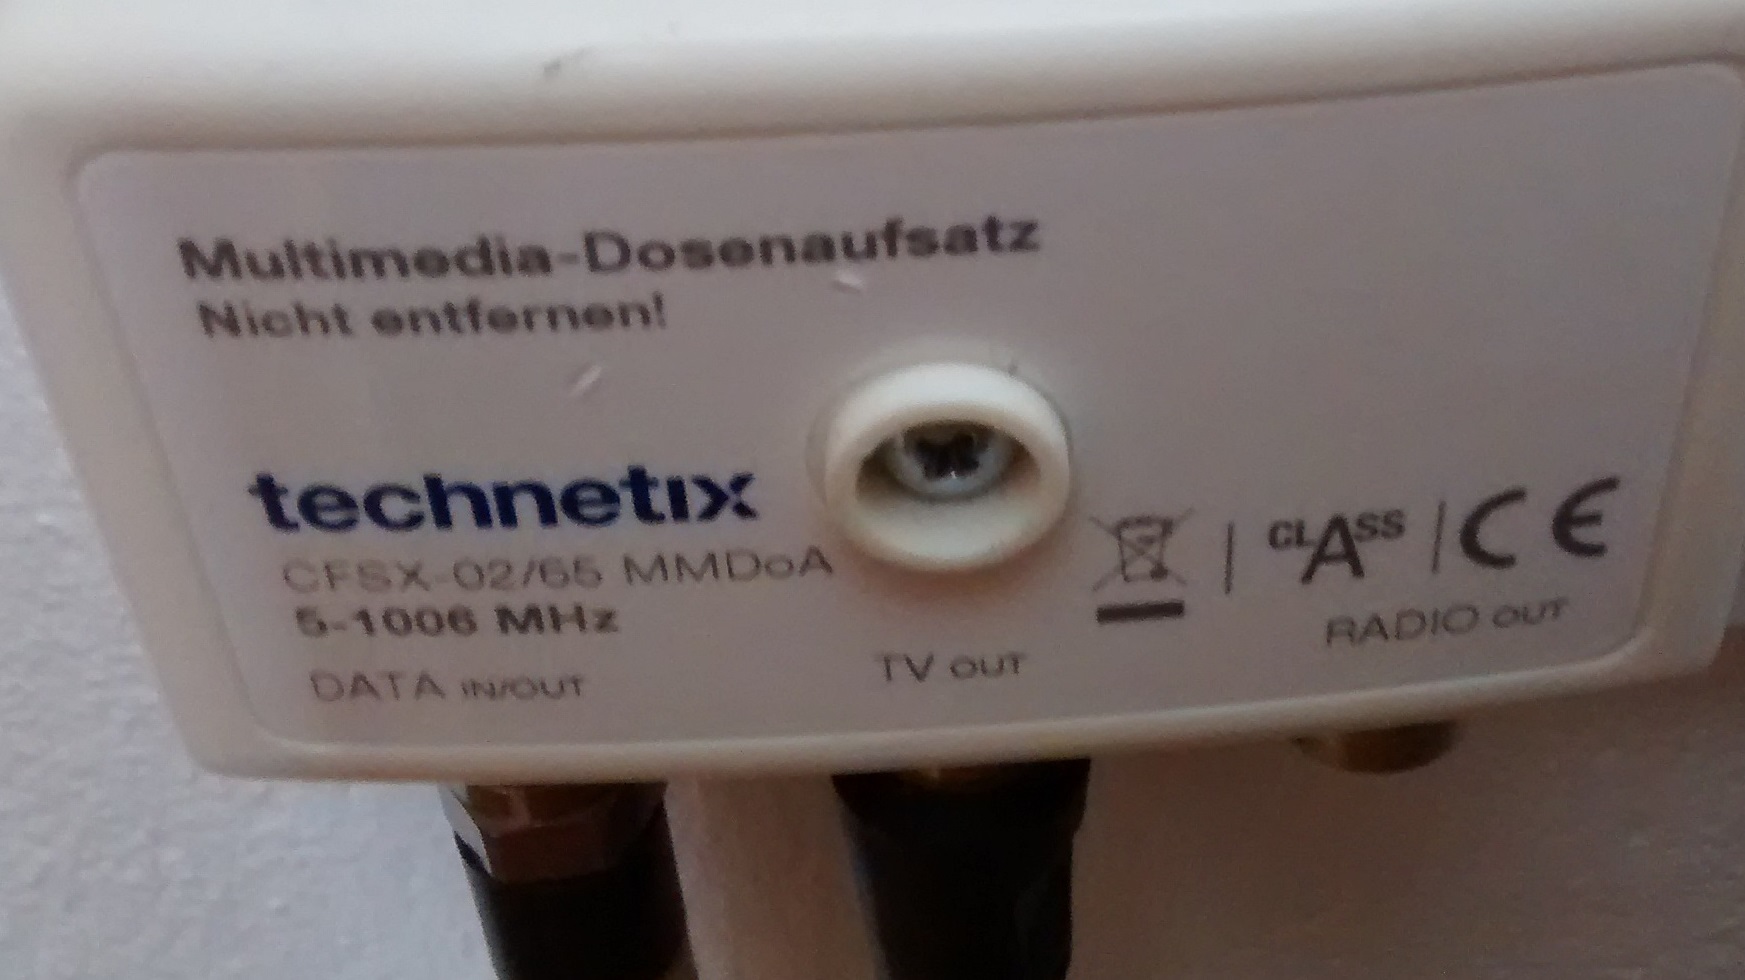 Multimedia-Dosenaufsatz
Nicht entfernen!
technetix
CFSX-02/65 MMDoA
5-1006 MHz
CLASS A CE
DATA IN/OUT
TV OUT
RADIO OUT